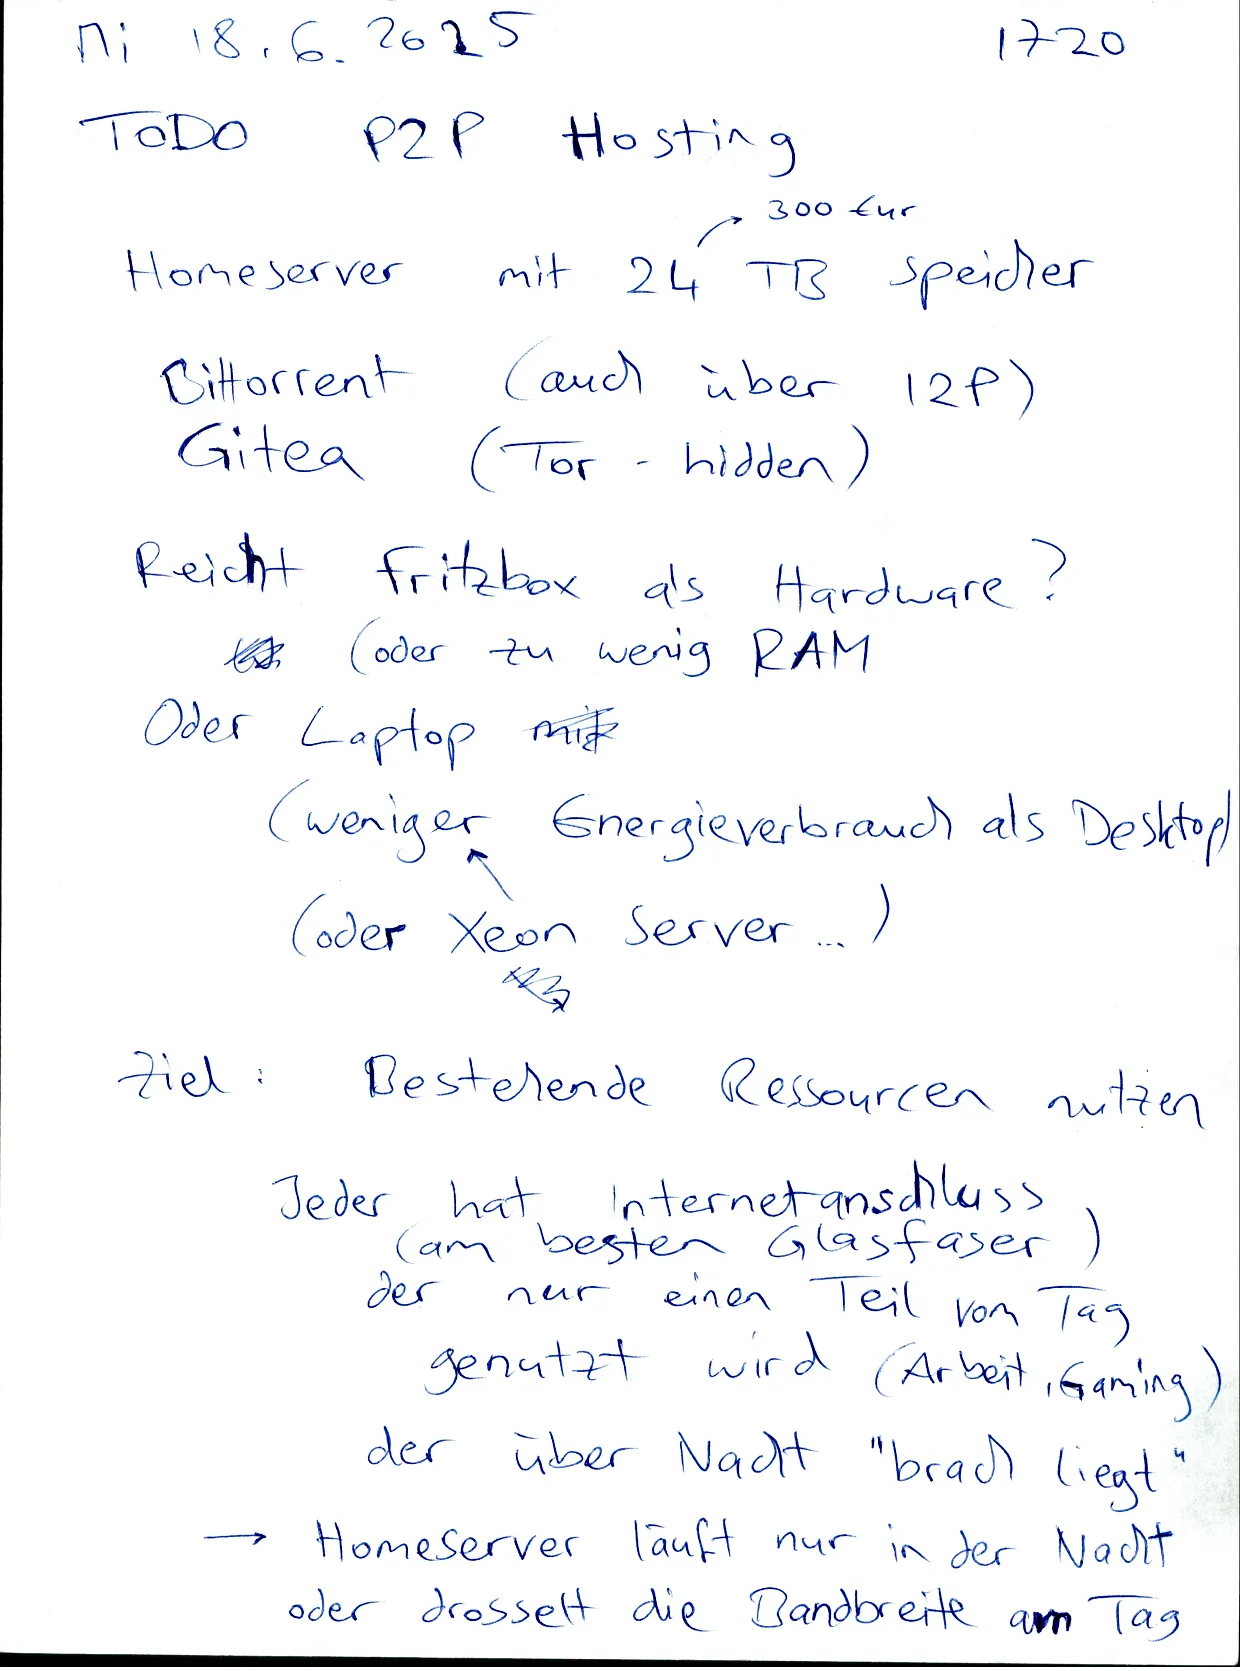 Mi 18.6.2025 1720
TODO P2P Hosting
300 Eur
Homeserver mit 24 TB Speicher
Bittorrent (auch über I2P)
Gitea (Tor-hidden)
Reicht Fritzbox als Hardware?
(oder zu wenig RAM
Oder Laptop mit
(weniger Energieverbrauch als Desktop
(oder Xeon Server...)
Ziel: Bestehende Ressourcen nutzen
Jeder hat Internetanschluss
(am besten Glasfaser)
der nur einen Teil vom Tag
genutzt wird (Arbeit, Gaming)
der über Nacht "brach liegt"
→ Homeserver läuft nur in der Nacht
oder drosselt die Bandbreite am Tag